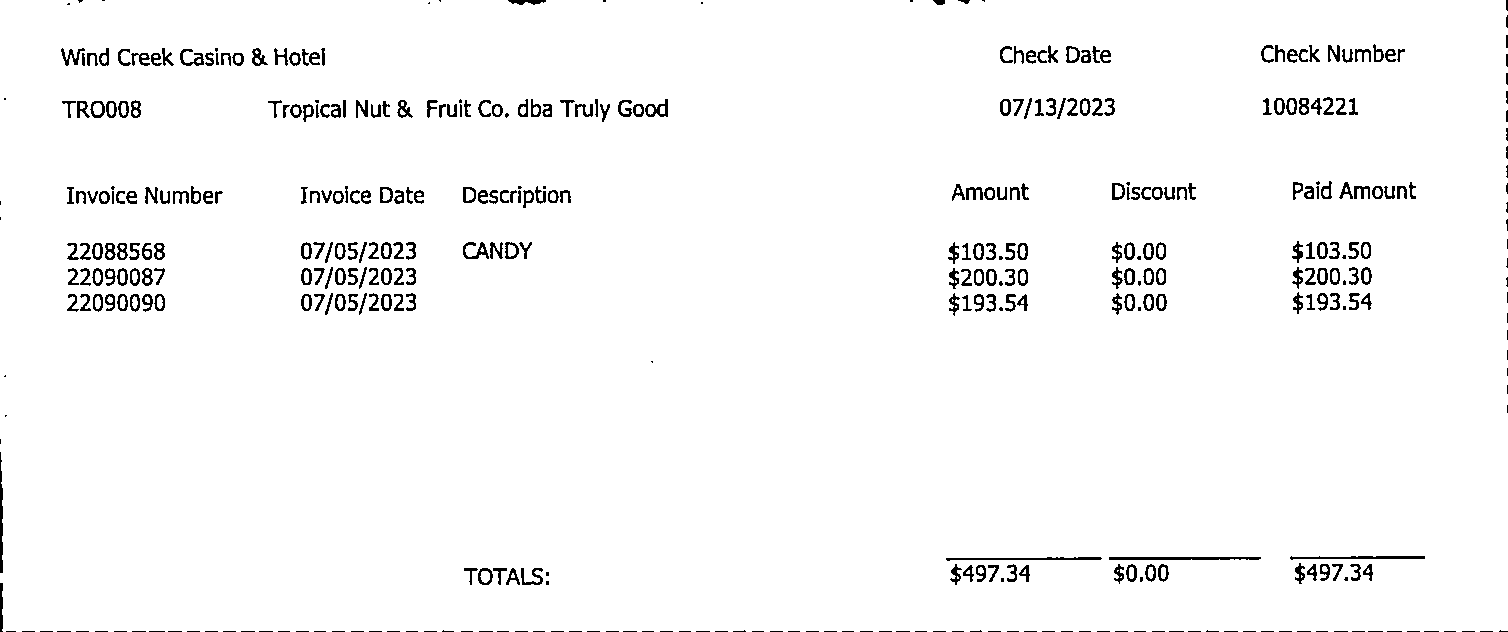 Wind Creek Casino & Hotel Check Date Check Number
TRO008 Tropical Nut & Fruit Co. dba Truly Good 07/13/2023 10084221
Invoice Number Invoice Date Description Amount Discount Paid Amount
22088568 07/05/2023 CANDY $103.50 $0.00 $103.50
22090087 07/05/2023 $200.30 $0.00 $200.30
22090090 07/05/2023 $193.54 $0.00 $193.54
TOTALS: $497.34 $0.00 $497.34